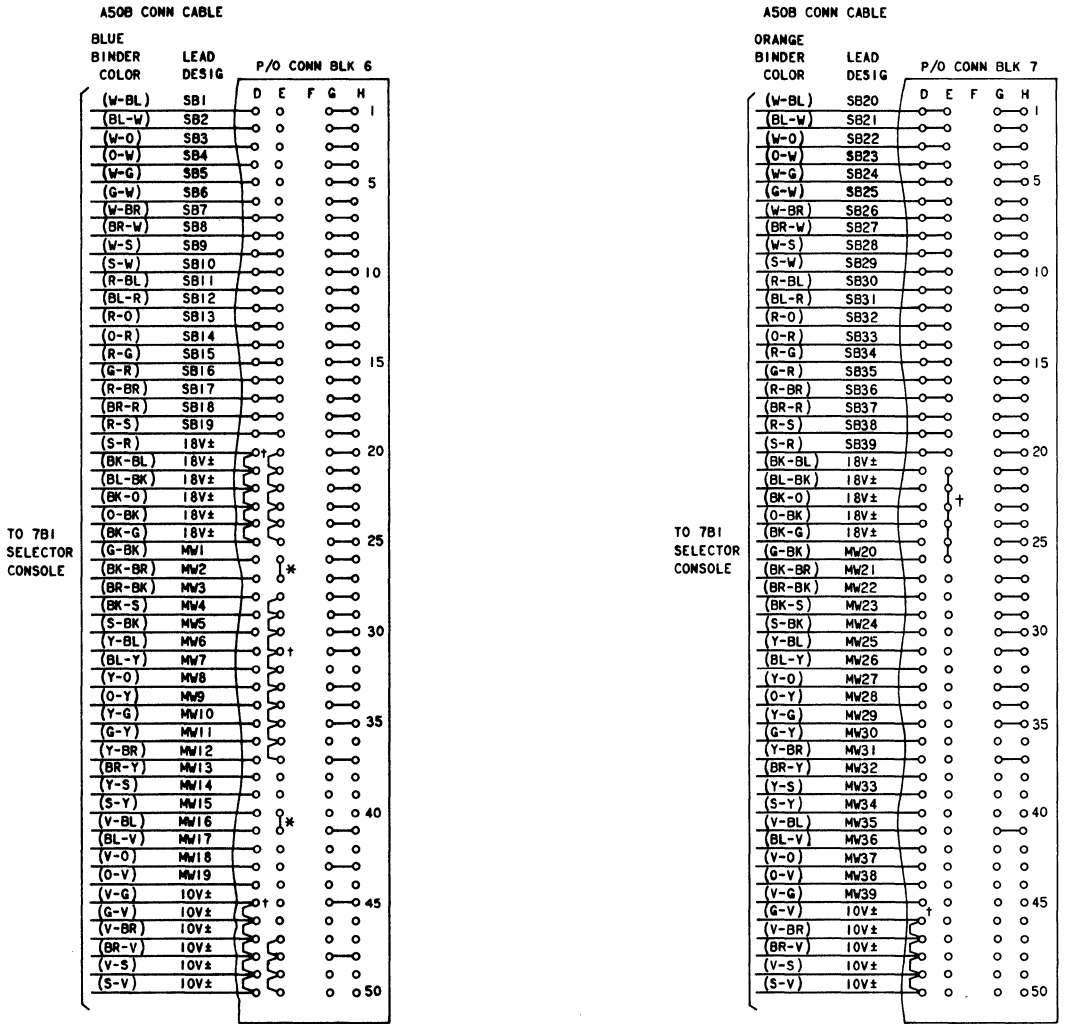 A50B CONN CABLE
BLUE
BINDER LEAD
COLOR DESIG
P/O CONN BLK 6
D E F G H
(W-BL) SB1
1
(BL-W) SB2
(W-O) SB3
(O-W) SB4
(W-G) SB5
5
(G-W) SB6
(W-BR) SB7
(BR-W) SB8
(W-S) SB9
(S-W) SB10
10
(R-BL) SB11
(BL-R) SB12
(R-O) SB13
(O-R) SB14
(R-G) SB15
15
(G-R) SB16
(R-BR) SB17
(BR-R) SB18
(R-S) SB19
(S-R) 18V±
† 20
(BK-BL) 18V±
(BL-BK) 18V±
(BK-O) 18V±
(O-BK) 18V±
(BK-G) 18V±
25
(G-BK) MW1
(BK-BR) MW2
*
(BR-BK) MW3
(BK-S) MW4
(S-BK) MW5
30
(Y-BL) MW6
†
(BL-Y) MW7
(Y-O) MW8
(O-Y) MW9
(Y-G) MW10
35
(G-Y) MW11
(Y-BR) MW12
(BR-Y) MW13
(Y-S) MW14
(S-Y) MW15
40
(V-BL) MW16
*
(BL-V) MW17
(V-O) MW18
(O-V) MW19
(V-G) 10V±
† 45
(G-V) 10V±
(V-BR) 10V±
(BR-V) 10V±
(V-S) 10V±
(S-V) 10V±
50
TO 7B1
SELECTOR
CONSOLE
A50B CONN CABLE
ORANGE
BINDER LEAD
COLOR DESIG
P/O CONN BLK 7
D E F G H
(W-BL) SB20
1
(BL-W) SB21
(W-O) SB22
(O-W) SB23
(W-G) SB24
5
(G-W) SB25
(W-BR) SB26
(BR-W) SB27
(W-S) SB28
(S-W) SB29
10
(R-BL) SB30
(BL-R) SB31
(R-O) SB32
(O-R) SB33
(R-G) SB34
15
(G-R) SB35
(R-BR) SB36
(BR-R) SB37
(R-S) SB38
(S-R) SB39
20
(BK-BL) 18V±
(BL-BK) 18V±
(BK-O) 18V±
†
(O-BK) 18V±
(BK-G) 18V±
25
(G-BK) MW20
(BK-BR) MW21
(BR-BK) MW22
(BK-S) MW23
(S-BK) MW24
30
(Y-BL) MW25
(BL-Y) MW26
(Y-O) MW27
(O-Y) MW28
(Y-G) MW29
35
(G-Y) MW30
(Y-BR) MW31
(BR-Y) MW32
(Y-S) MW33
(S-Y) MW34
40
(V-BL) MW35
(BL-V) MW36
(V-O) MW37
(O-V) MW38
(V-G) MW39
45
(G-V) 10V±
†
(V-BR) 10V±
(BR-V) 10V±
(V-S) 10V±
(S-V) 10V±
50
TO 7B1
SELECTOR
CONSOLE